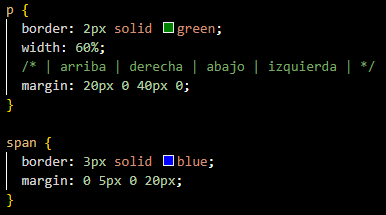 p {
border: 2px solid green;
width: 60%;
/* | arriba | derecha | abajo | izquierda | */
margin: 20px 0 40px 0;
}
span {
border: 3px solid blue;
margin: 0 5px 0 20px;
}